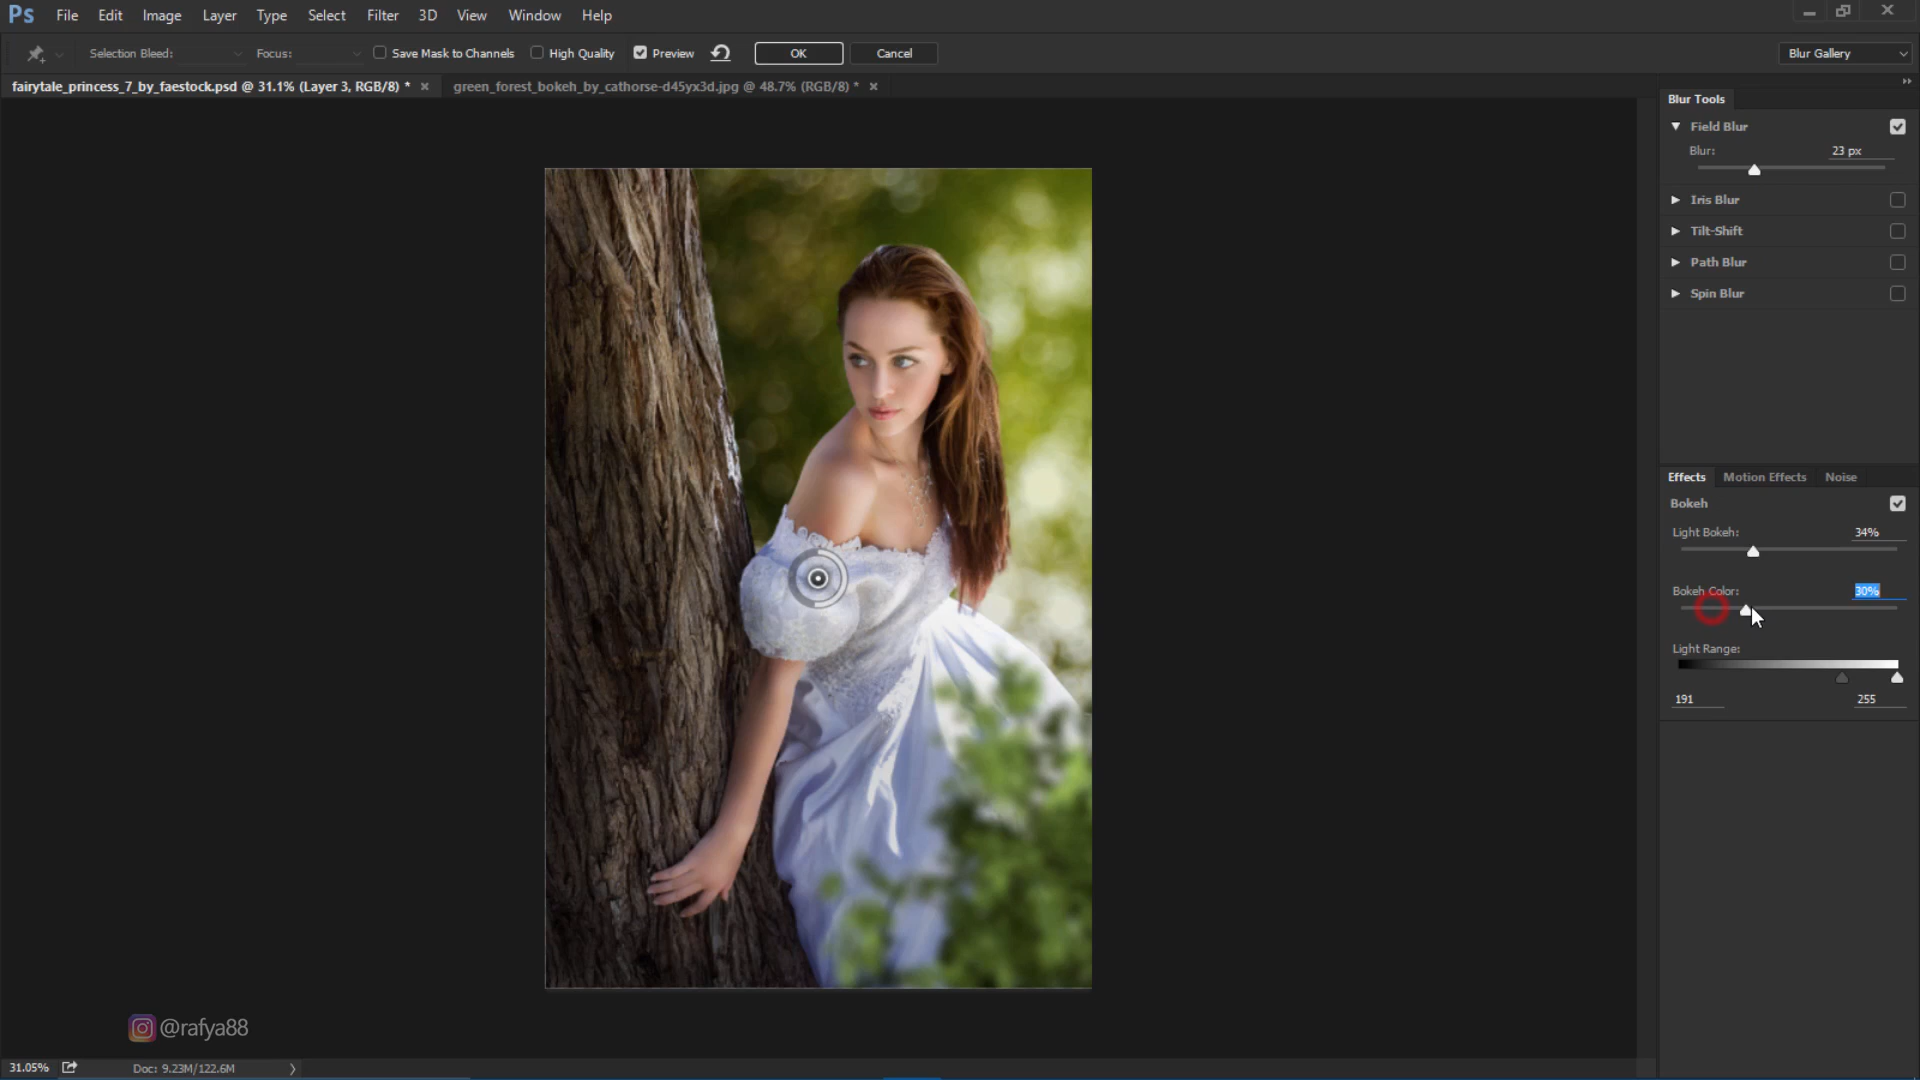 Ps File Edit Image Layer Type Select Filter 3D View Window Help
Selection Bleed: Focus: Save Mask to Channels High Quality Preview OK Cancel Blur Gallery
fairytale_princess_7_by_faestock.psd @ 31.1% (Layer 3, RGB/8) * × green_forest_bokeh_by_cathorse-d45yx3d.jpg @ 48.7% (RGB/8) * ×
Blur Tools
Field Blur
Blur: 23 px
Iris Blur
Tilt-Shift
Path Blur
Spin Blur
Effects Motion Effects Noise
Bokeh
Light Bokeh: 34%
Bokeh Color: 30%
Light Range:
191 255
@rafya88
31.05% Doc: 9.23M/122.6M